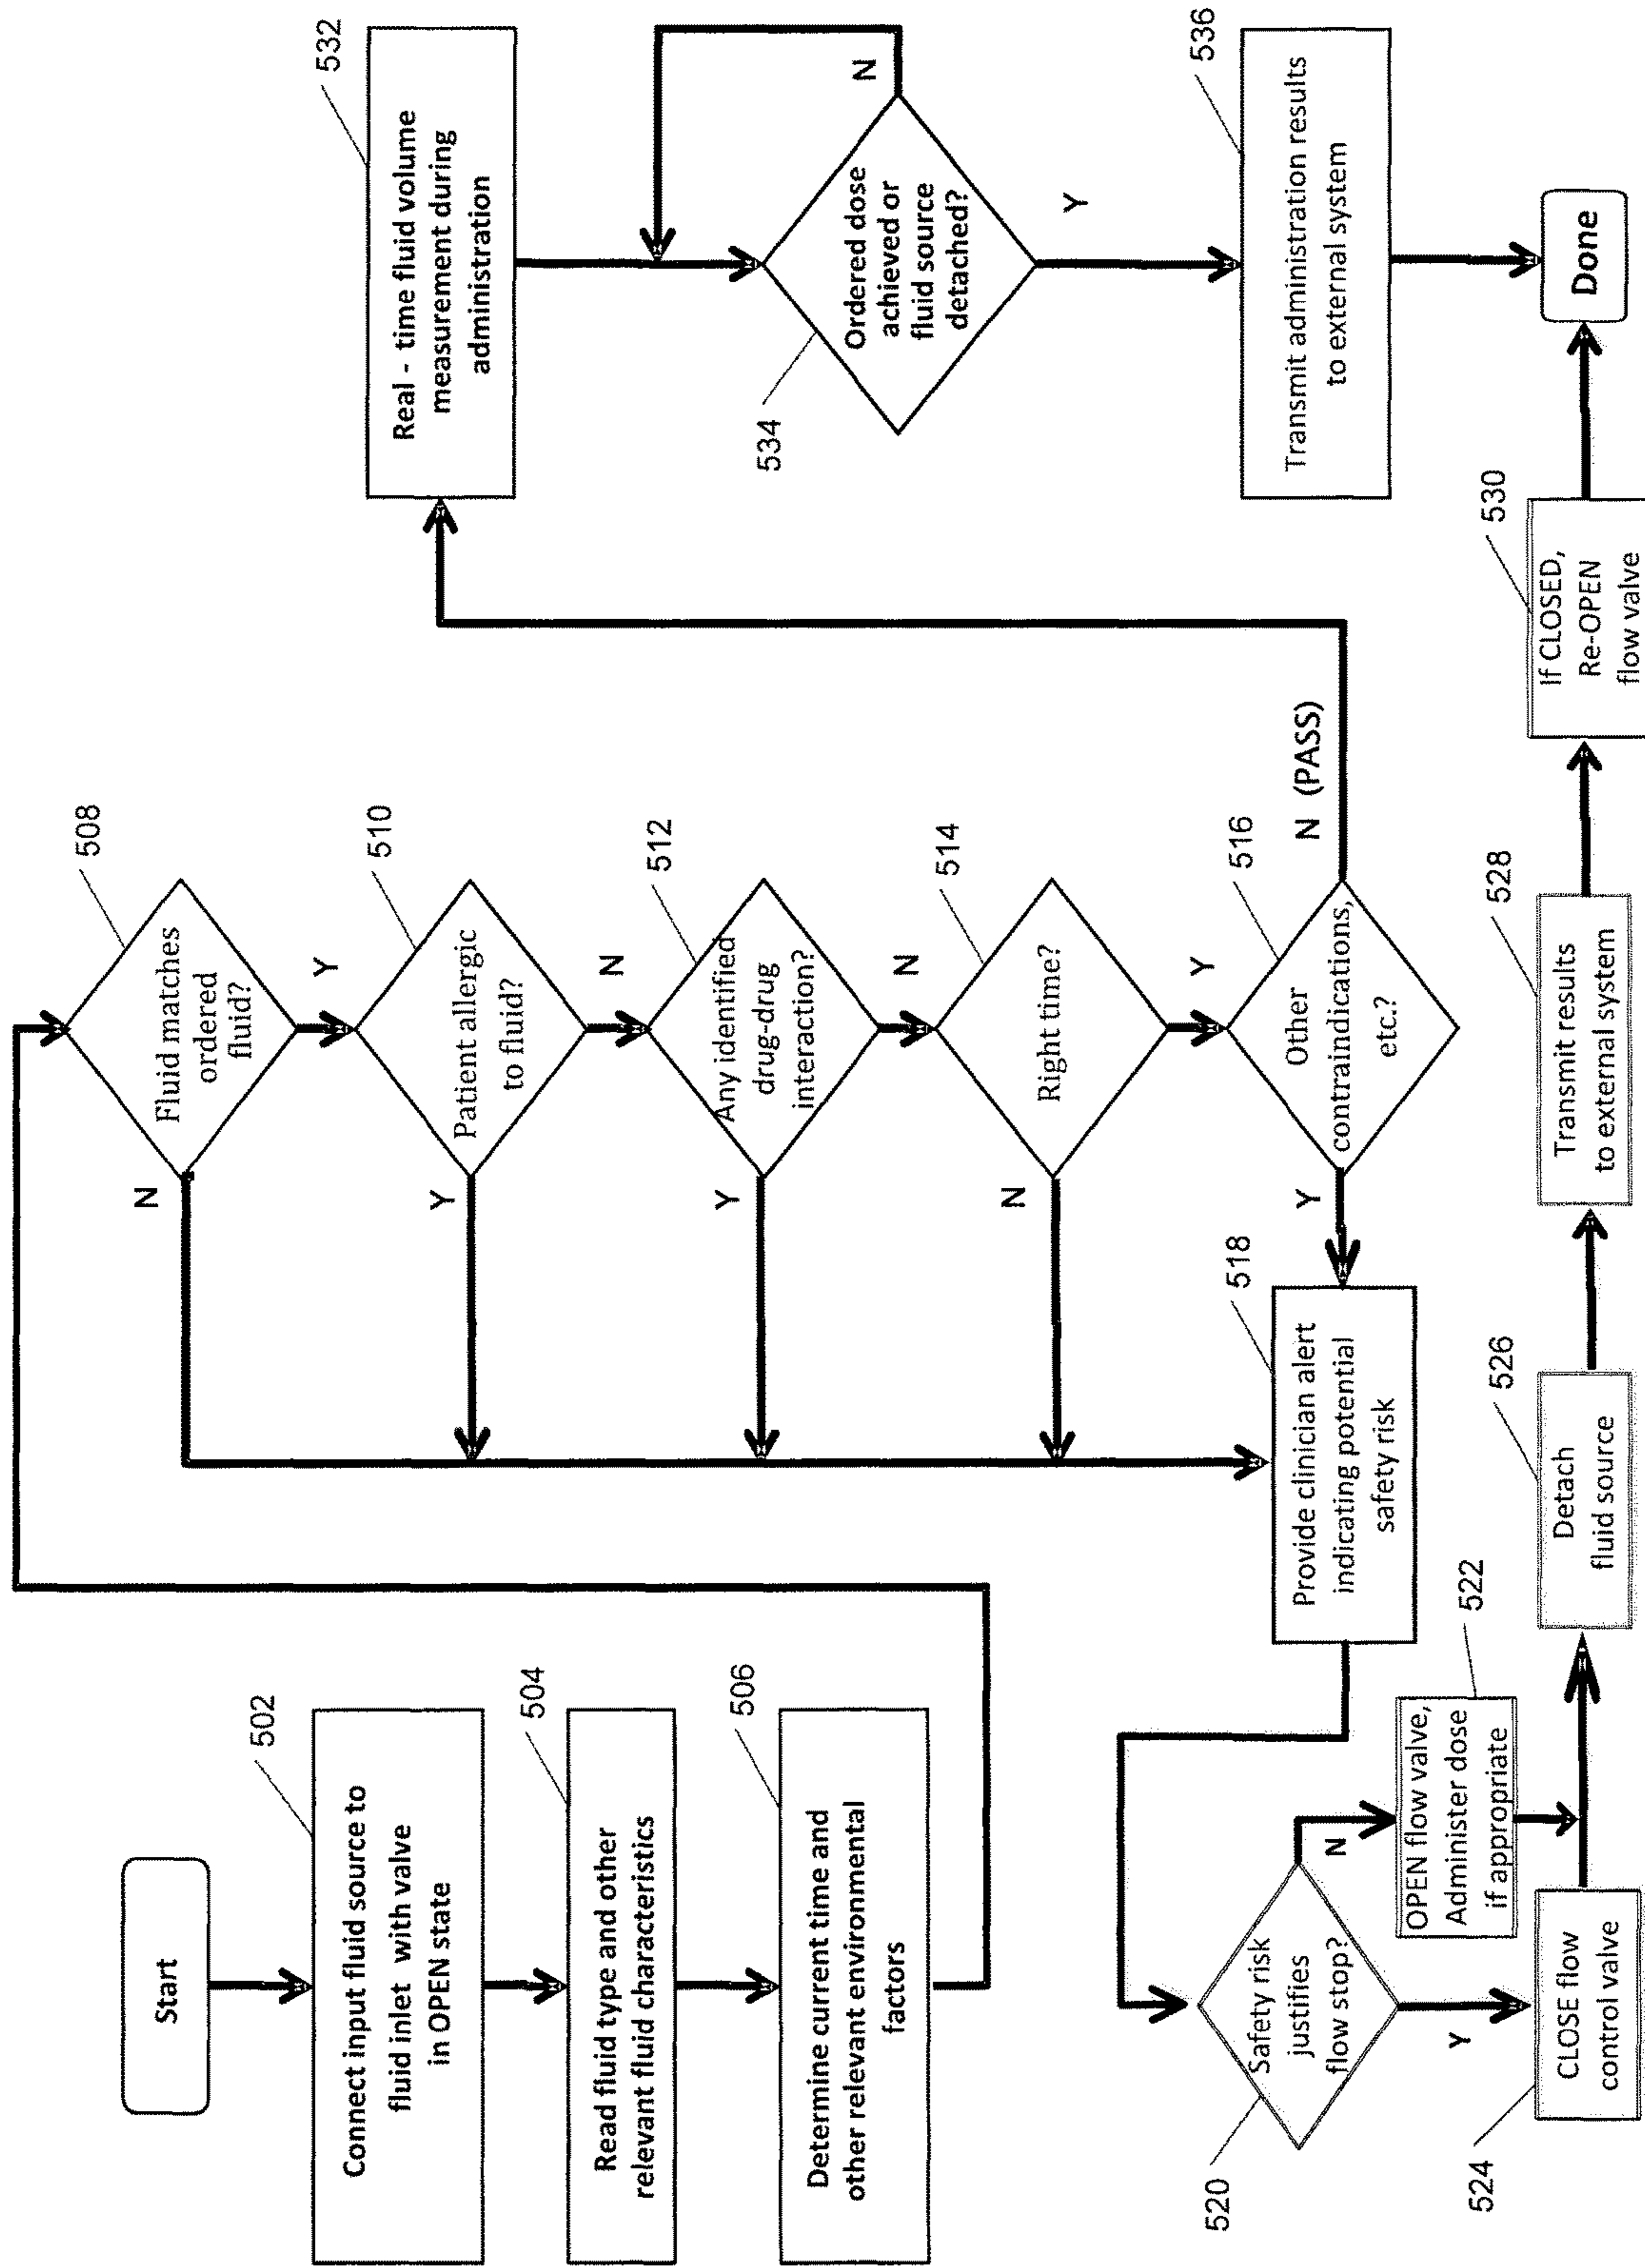 Start
502
Connect input fluid source to
fluid inlet with valve
in OPEN state
504
Read fluid type and other
relevant fluid characteristics
506
Determine current time and
other relevant environmental
factors
508
Fluid matches
ordered
fluid?
N
Y
510
Patient allergic
to fluid?
Y
N
512
Any identified
drug-drug
interaction?
Y
N
514
Right time?
N
Y
516
Other
contraindications,
etc.?
Y
N (PASS)
518
Provide clinician alert
indicating potential
safety risk
520
Safety risk
justifies
flow stop?
N
Y
522
OPEN flow valve,
Administer dose
if appropriate
524
CLOSE flow
control valve
526
Detach
fluid source
528
Transmit results
to external system
530
If CLOSED,
Re-OPEN
flow valve
532
Real - time fluid volume
measurement during
administration
534
Ordered dose
achieved or
fluid source
detached?
N
Y
536
Transmit administration results
to external system
Done